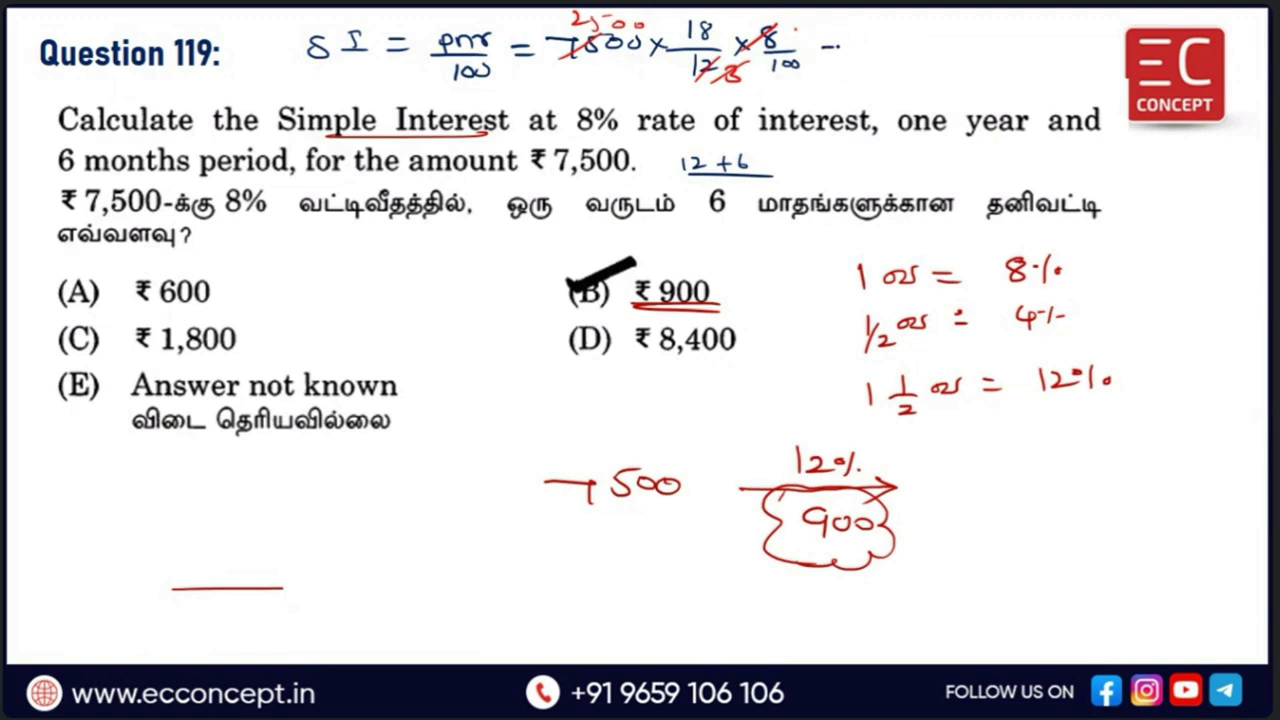 Question 119:
SI = pnr/100 = 7500 × 18/12 × 8/100 -
2500
3
EC
CONCEPT
Calculate the Simple Interest at 8% rate of interest, one year and
6 months period, for the amount ₹ 7,500. 12 + 6
₹ 7,500-க்கு 8% வட்டிவீதத்தில், ஒரு வருடம் 6 மாதங்களுக்கான தனிவட்டி
எவ்வளவு?
(A) ₹ 600
(B) ₹ 900
(C) ₹ 1,800
(D) ₹ 8,400
(E) Answer not known
விடை தெரியவில்லை
1 வ = 8%
1/2 வ = 4%
1 1/2 வ = 12%
7500 12%
900
www.ecconcept.in
+91 9659 106 106
FOLLOW US ON